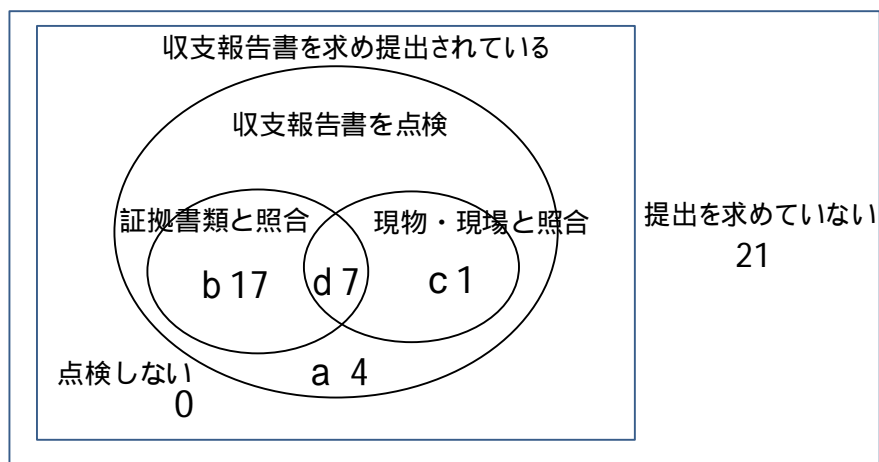 収支報告書を求め提出されている
収支報告書を点検
証拠書類と照合
現物・現場と照合
提出を求めていない
21
b 17
d 7
c 1
点検しない
0
a 4